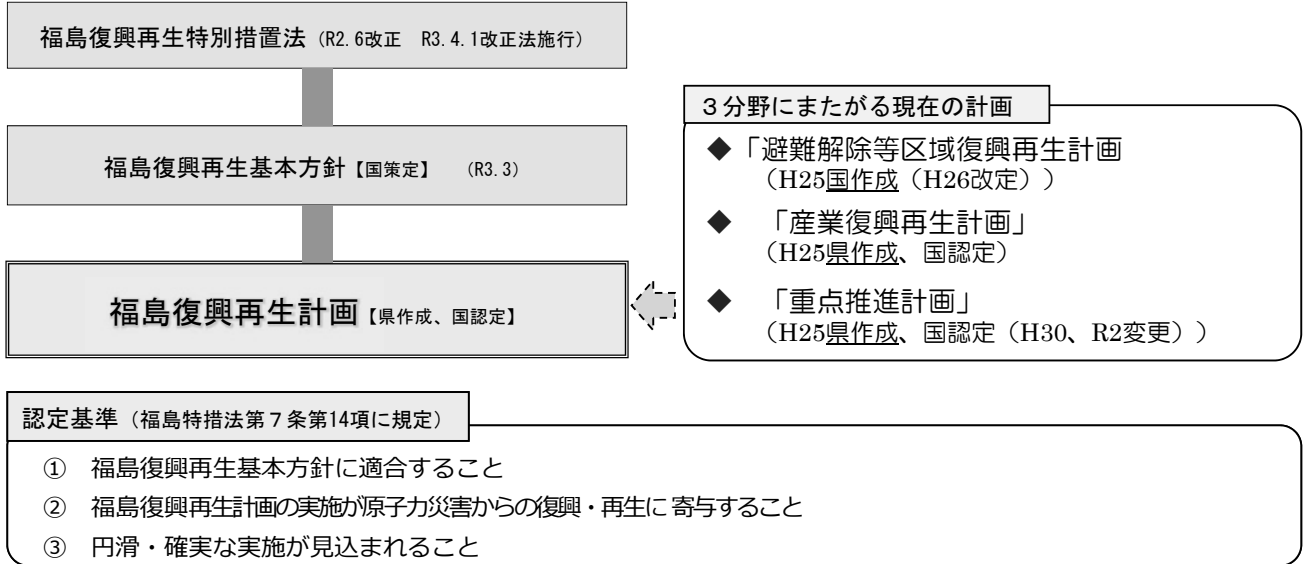 福島復興再生特別措置法（R2.6改正　R3.4.1改正法施行）
福島復興再生基本方針【国策定】　（R3.3）
福島復興再生計画【県作成、国認定】
３分野にまたがる現在の計画
◆「避難解除等区域復興再生計画
（H25国作成（H26改定））
◆　「産業復興再生計画」
（H25県作成、国認定）
◆　「重点推進計画」
（H25県作成、国認定（H30、R2変更））
認定基準（福島特措法第７条第14項に規定）
①　福島復興再生基本方針に適合すること
②　福島復興再生計画の実施が原子力災害からの復興・再生に寄与すること
③　円滑・確実な実施が見込まれること